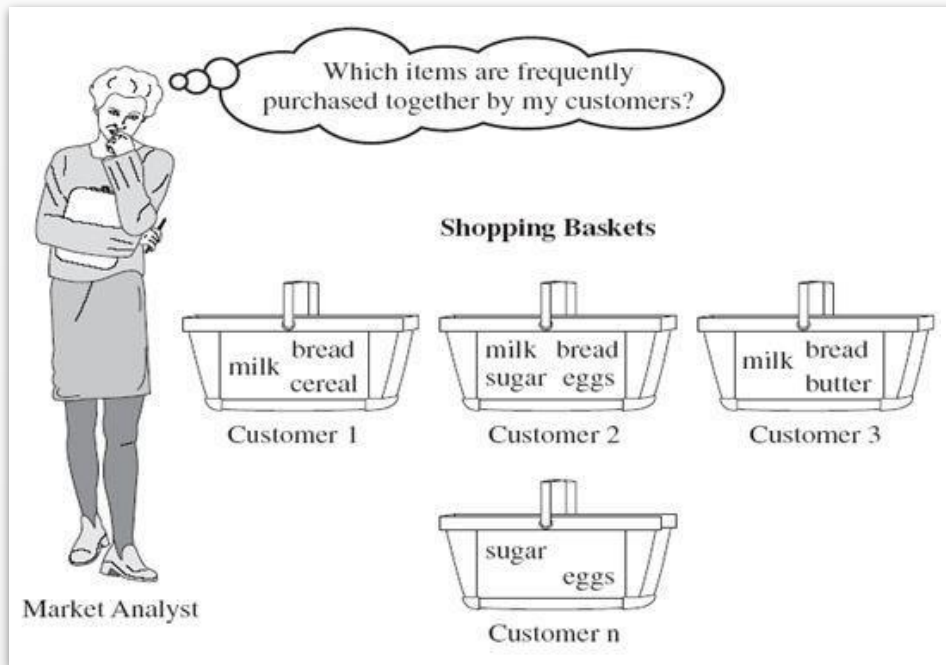 Which items are frequently
purchased together by my customers?
Shopping Baskets
milk bread
cereal
Customer 1
milk bread
sugar eggs
Customer 2
milk bread
butter
Customer 3
sugar
eggs
Customer n
Market Analyst